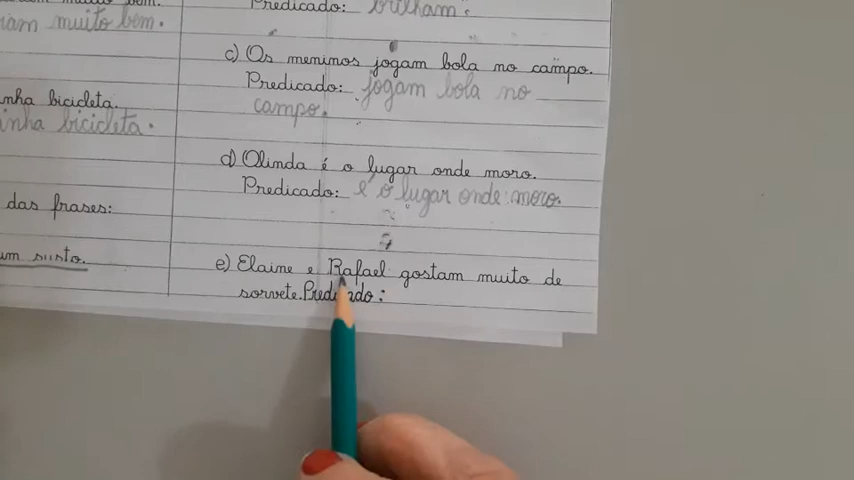 muito bem.
nha bicicleta.
inha bicicleta.
das frases:
um susto.
Predicado: brilham.
c) Os meninos jogam bola no campo.
Predicado: jogam bola no
campo.
d) Olinda é o lugar onde moro.
Predicado: é o lugar onde moro.
e) Elaine e Rafael gostam muito de
sorvete. Predicado: